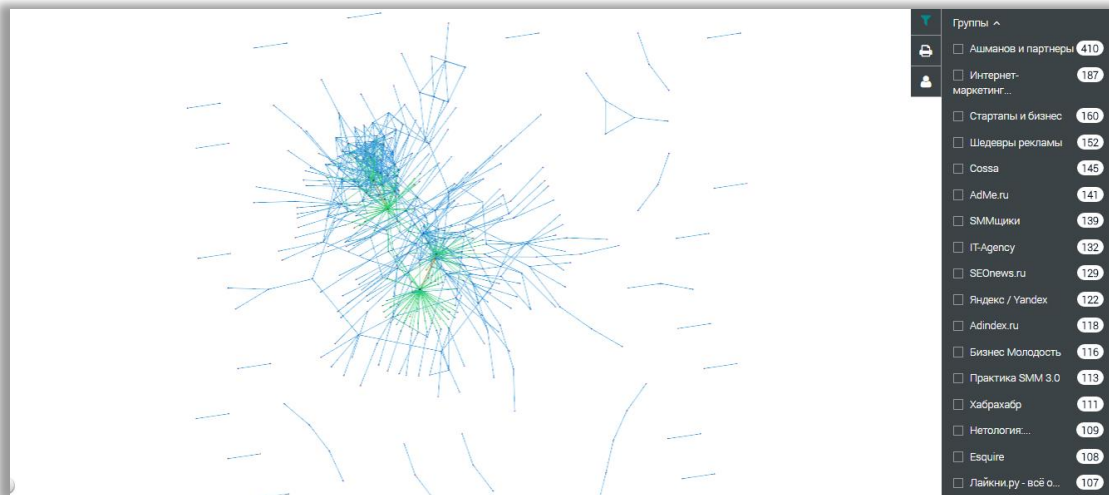 Группы
Ашманов и партнеры 410
Интернет- 187
маркетинг...
Стартапы и бизнес 160
Шедевры рекламы 152
Cossa 145
AdMe.ru 141
SMMщики 139
IT-Agency 132
SEOnews.ru 129
Яндекс / Yandex 122
Adindex.ru 118
Бизнес Молодость 116
Практика SMM 3.0 113
Хабрахабр 111
Нетология:... 109
Esquire 108
Лайкни.ру - всё о... 107